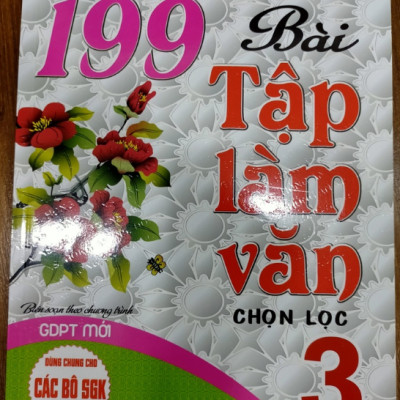 199 Bài
Tập
làm
văn
CHỌN LỌC
3
Biên soạn theo chương trình
GDPT MỚI
DÙNG CHUNG CHO
CÁC BỘ SGK